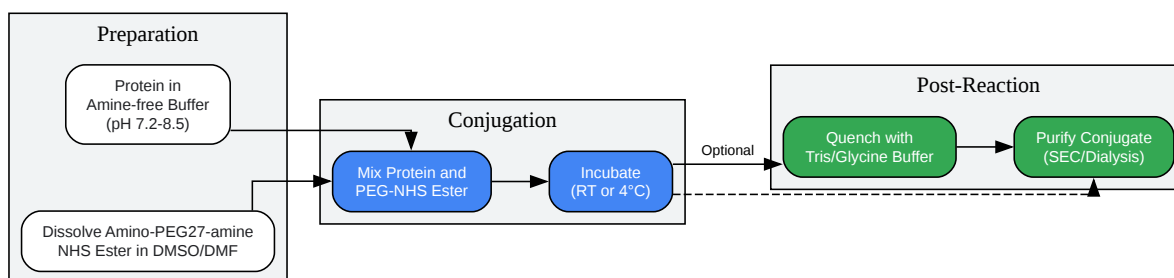 Preparation
Protein in
Amine-free Buffer
(pH 7.2-8.5)
Dissolve Amino-PEG27-amine
NHS Ester in DMSO/DMF
Conjugation
Mix Protein and
PEG-NHS Ester
Incubate
(RT or 4°C)
Optional
Post-Reaction
Quench with
Tris/Glycine Buffer
Purify Conjugate
(SEC/Dialysis)